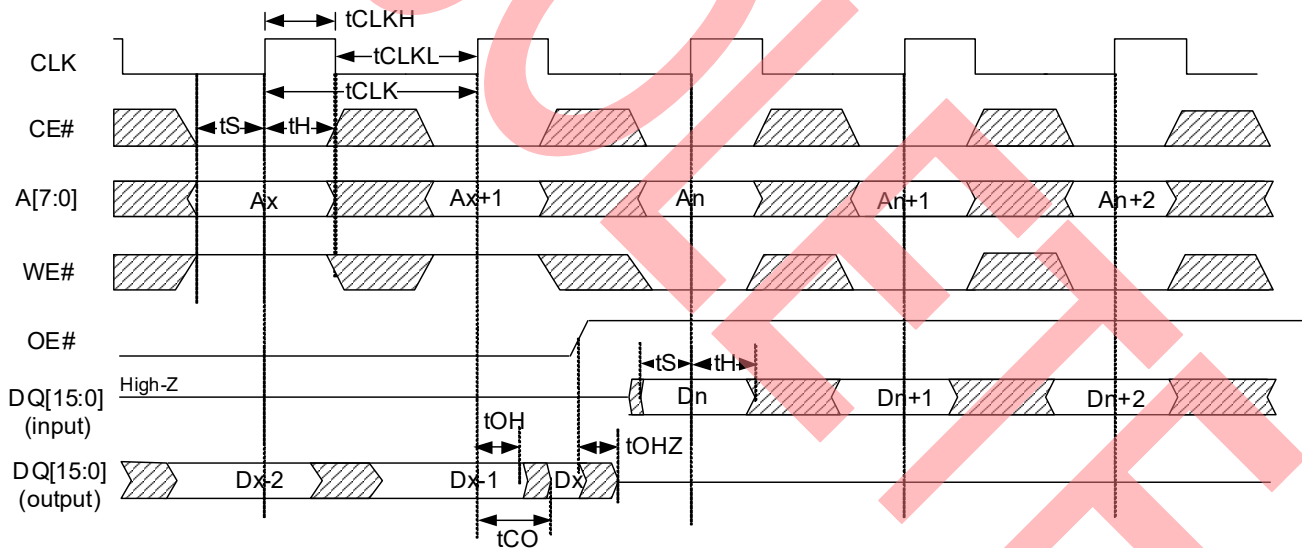 tCLKH
CLK
tCLKL
tCLK
CE#
tS
tH
A[7:0]
Ax
Ax+1
An
An+1
An+2
WE#
OE#
tS
tH
High-Z
DQ[15:0]
(input)
Dn
Dn+1
Dn+2
tOH
tOHZ
DQ[15:0]
(output)
Dx-2
Dx-1
Dx
tCO